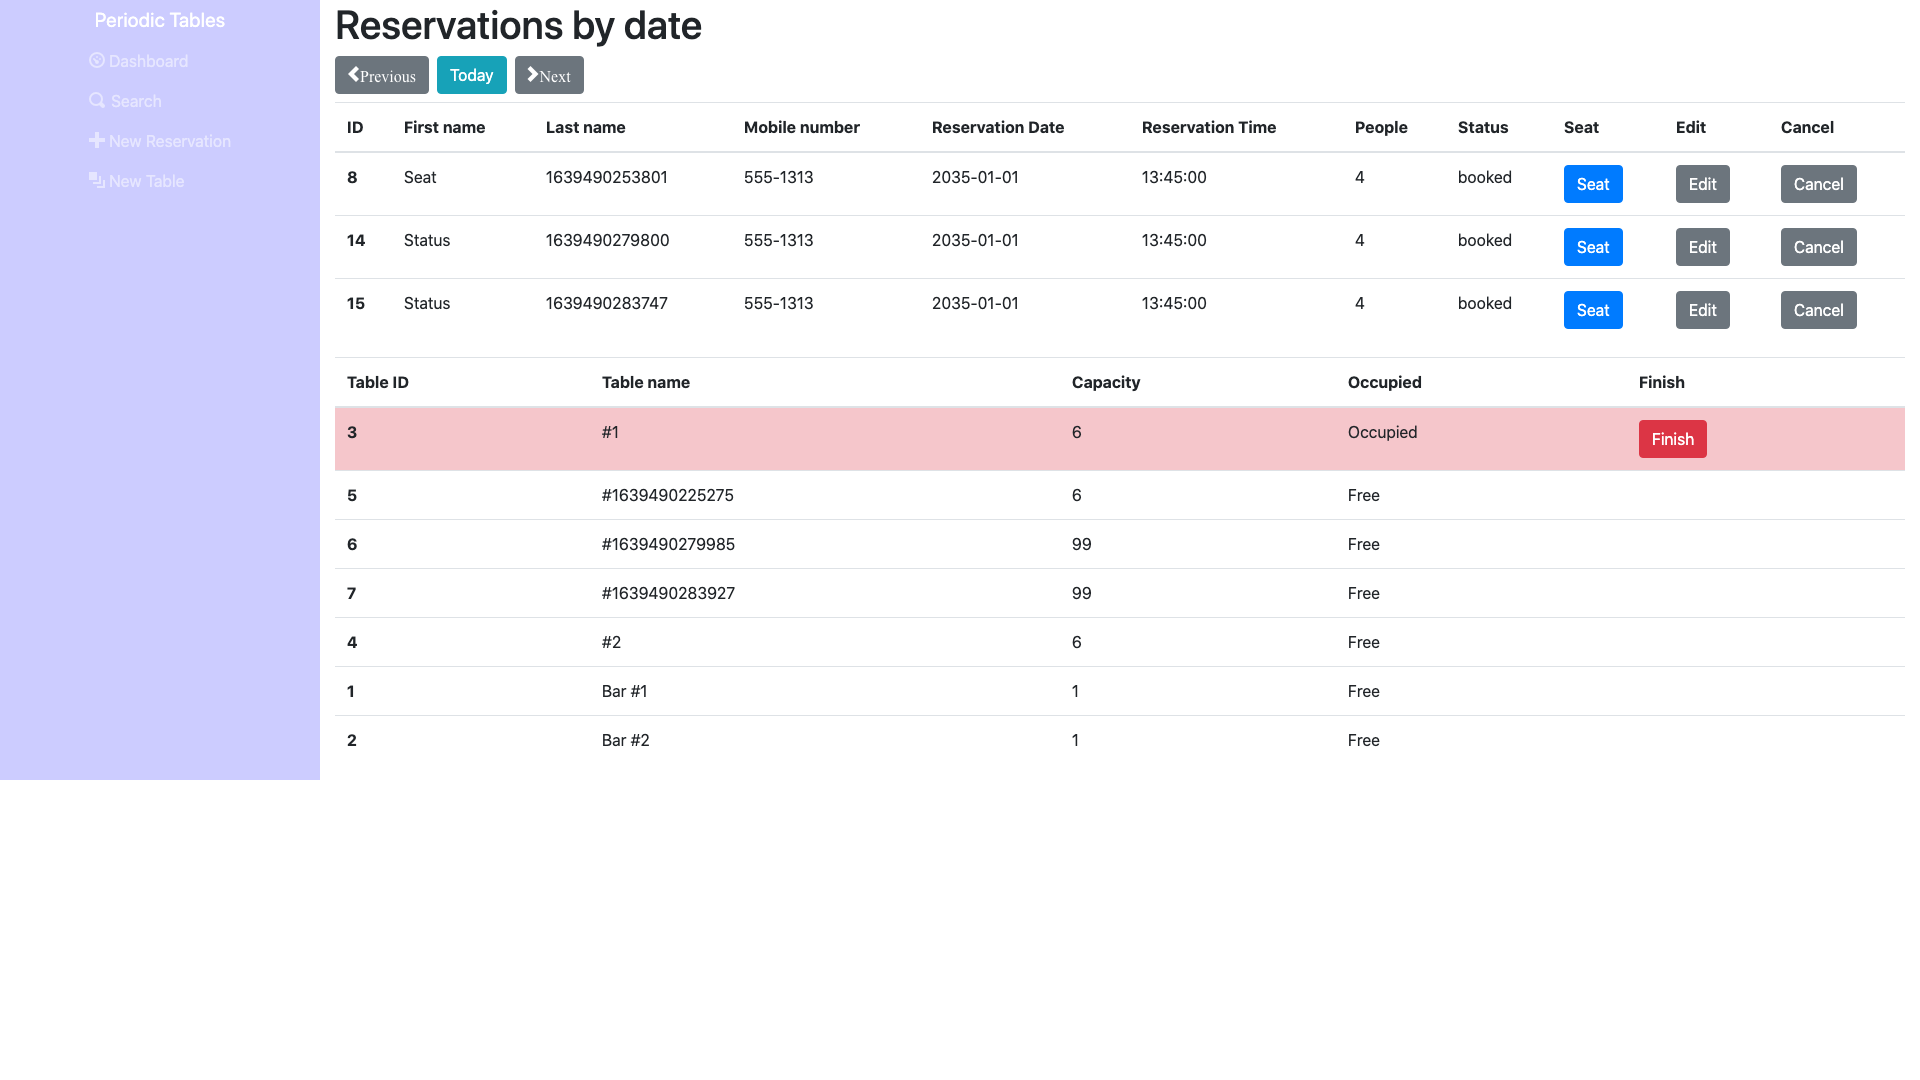 Periodic Tables
Dashboard
Search
New Reservation
New Table
Reservations by date
Previous Today Next
ID First name Last name Mobile number Reservation Date Reservation Time People Status Seat Edit Cancel
8 Seat 1639490253801 555-1313 2035-01-01 13:45:00 4 booked Seat Edit Cancel
14 Status 1639490279800 555-1313 2035-01-01 13:45:00 4 booked Seat Edit Cancel
15 Status 1639490283747 555-1313 2035-01-01 13:45:00 4 booked Seat Edit Cancel
Table ID Table name Capacity Occupied Finish
3 #1 6 Occupied Finish
5 #1639490225275 6 Free
6 #1639490279985 99 Free
7 #1639490283927 99 Free
4 #2 6 Free
1 Bar #1 1 Free
2 Bar #2 1 Free